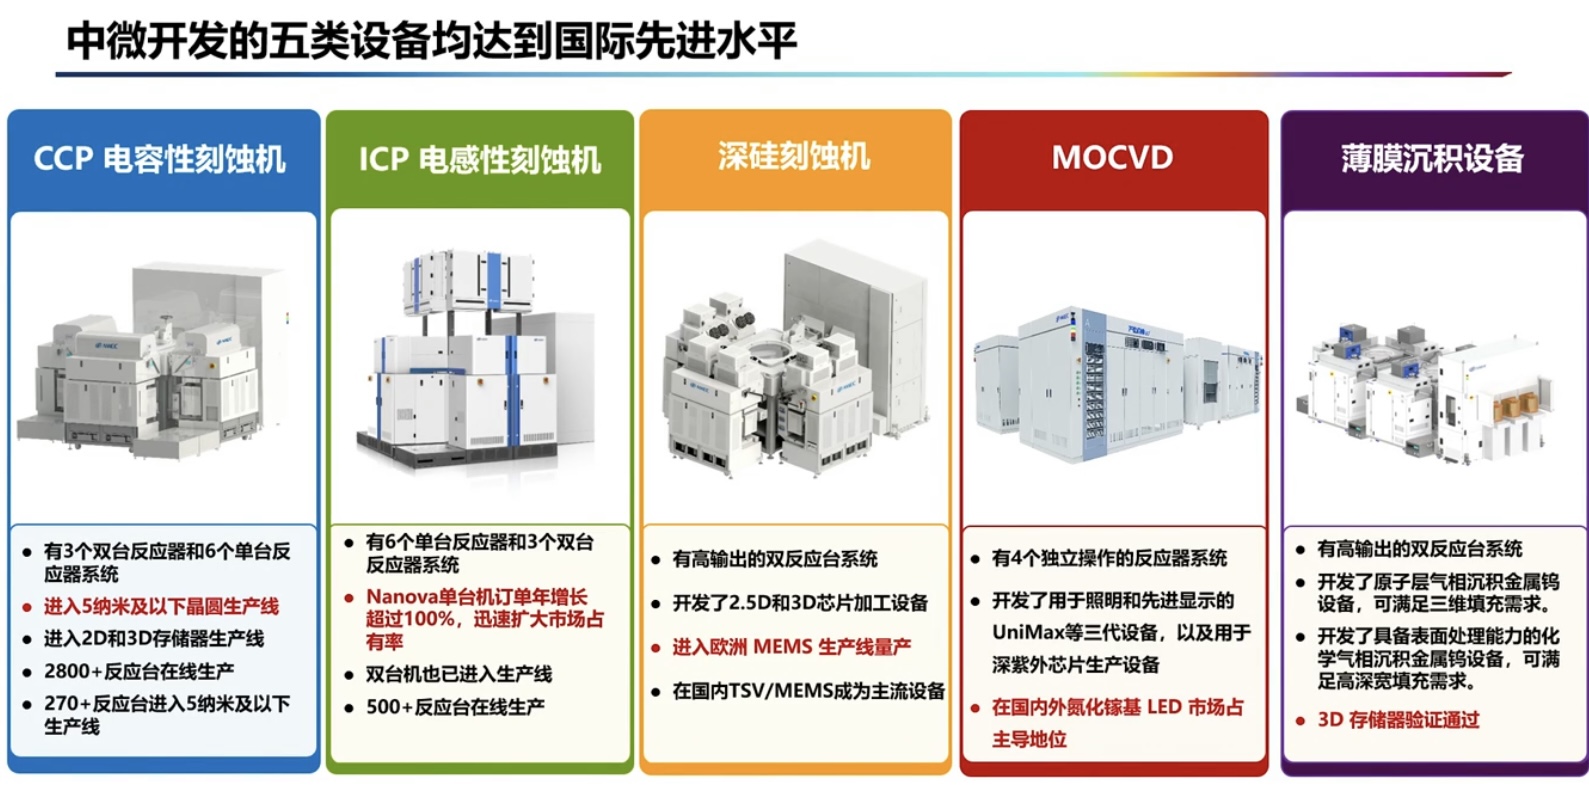 中微开发的五类设备均达到国际先进水平
CCP 电容性刻蚀机
● 有3个双台反应器和6个单台反
应器系统
● 进入5纳米及以下晶圆生产线
● 进入2D和3D存储器生产线
● 2800+反应台在线生产
● 270+反应台进入5纳米及以下
生产线
ICP 电感性刻蚀机
● 有6个单台反应器和3个双台
反应器系统
● Nanova单台机订单年增长
超过100%，迅速扩大市场占
有率
● 双台机也已进入生产线
● 500+反应台在线生产
深硅刻蚀机
● 有高输出的双反应台系统
● 开发了2.5D和3D芯片加工设备
● 进入欧洲 MEMS 生产线量产
● 在国内TSV/MEMS成为主流设备
MOCVD
● 有4个独立操作的反应器系统
● 开发了用于照明和先进显示的
UniMax等三代设备，以及用于
深紫外芯片生产设备
● 在国内外氮化镓基 LED 市场占
主导地位
薄膜沉积设备
● 有高输出的双反应台系统
● 开发了原子层气相沉积金属钨
设备，可满足三维填充需求。
● 开发了具备表面处理能力的化
学气相沉积金属钨设备，可满
足高深宽填充需求。
● 3D 存储器验证通过